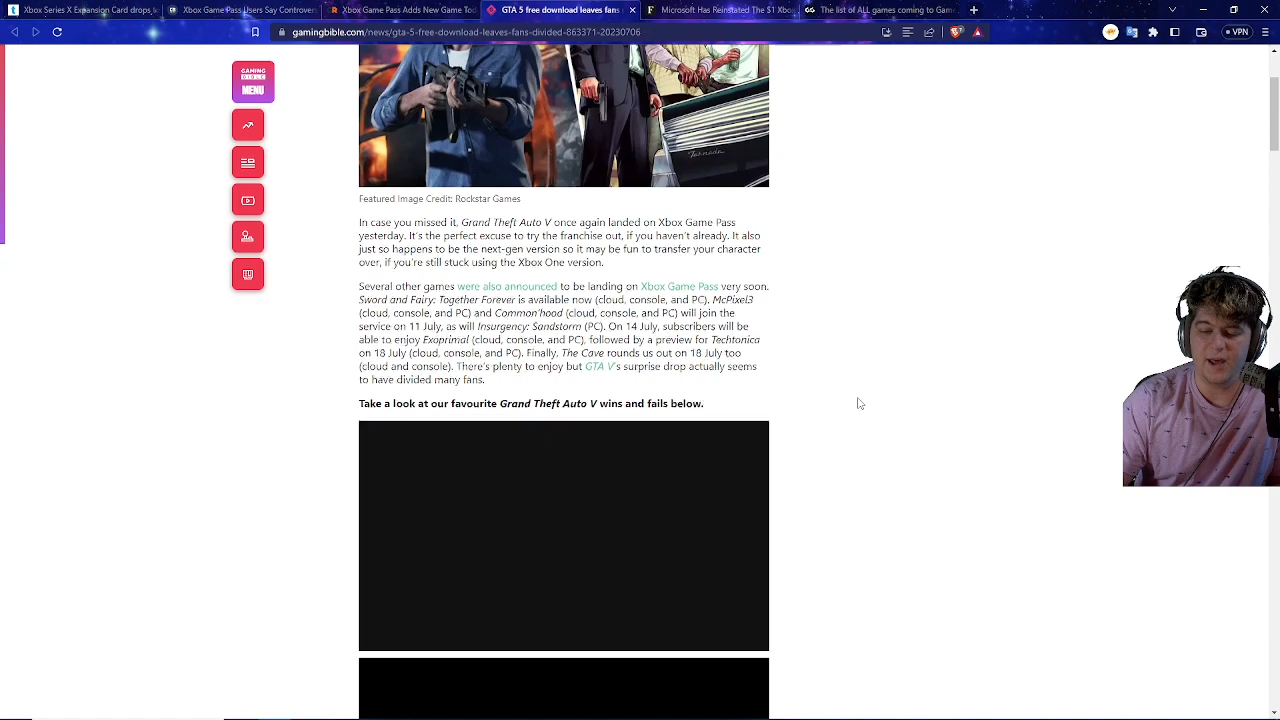 Xbox Series X Expansion Card drops
Xbox Game Pass Users Say Controver
Xbox Game Pass Adds New Game Tod
GTA 5 free download leaves fans
Microsoft Has Reinstated The $1 Xbox
The list of ALL games coming to Gam
gamingbible.com/news/gta-5-free-download-leaves-fans-divided-863371-20230706
VPN
GAMING
BIBLE
MENU
Featured Image Credit: Rockstar Games
In case you missed it, Grand Theft Auto V once again landed on Xbox Game Pass
yesterday. It's the perfect excuse to try the franchise out, if you haven't already. It also
just so happens to be the next-gen version so it may be fun to transfer your character
over, if you're still stuck using the Xbox One version.
Several other games were also announced to be landing on Xbox Game Pass very soon.
Sword and Fairy: Together Forever is available now (cloud, console, and PC). McPixel3
(cloud, console, and PC) and Common'hood (cloud, console, and PC) will join the
service on 11 July, as will Insurgency: Sandstorm (PC). On 14 July, subscribers will be
able to enjoy Exoprimal (cloud, console, and PC), followed by a preview for Techtonica
on 18 July (cloud, console, and PC). Finally, The Cave rounds us out on 18 July too
(cloud and console). There's plenty to enjoy but GTA V's surprise drop actually seems
to have divided many fans.
Take a look at our favourite Grand Theft Auto V wins and fails below.